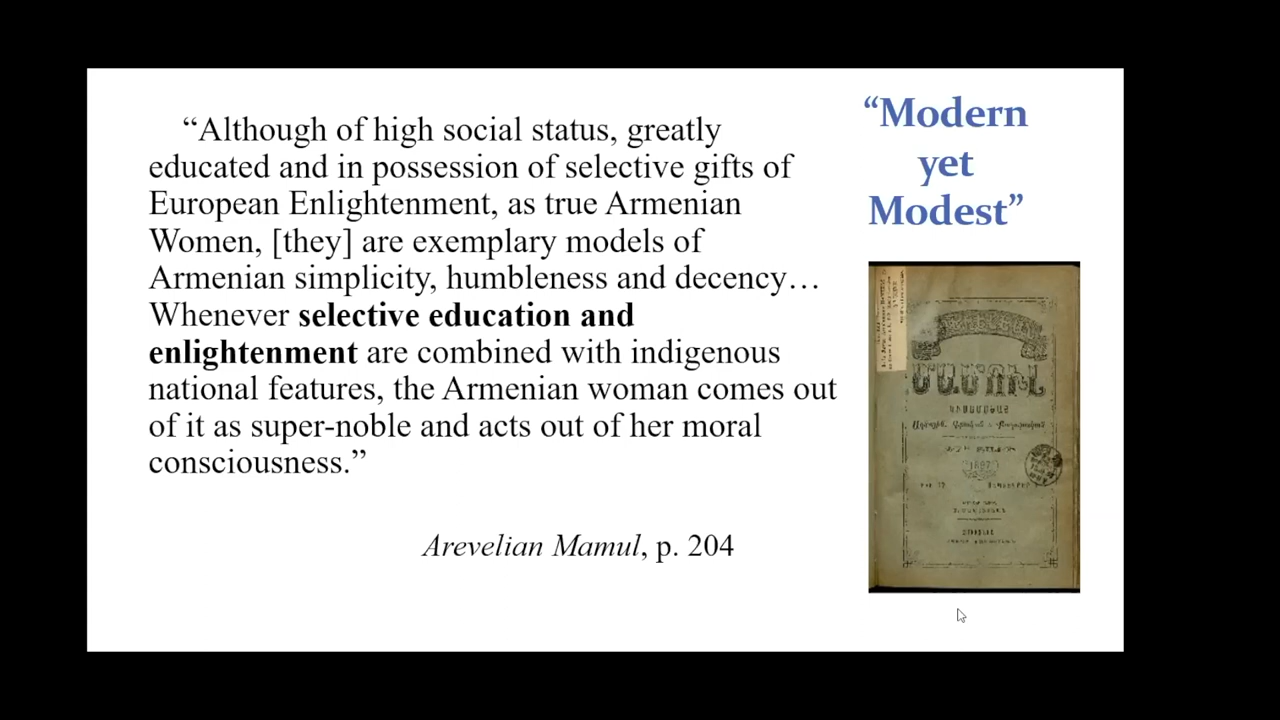 “Although of high social status, greatly
educated and in possession of selective gifts of
European Enlightenment, as true Armenian
Women, [they] are exemplary models of
Armenian simplicity, humbleness and decency…
Whenever selective education and
enlightenment are combined with indigenous
national features, the Armenian woman comes out
of it as super-noble and acts out of her moral
consciousness.”
Arevelian Mamul, p. 204
“Modern
yet
Modest”
ՄԱՄՈՒԼ